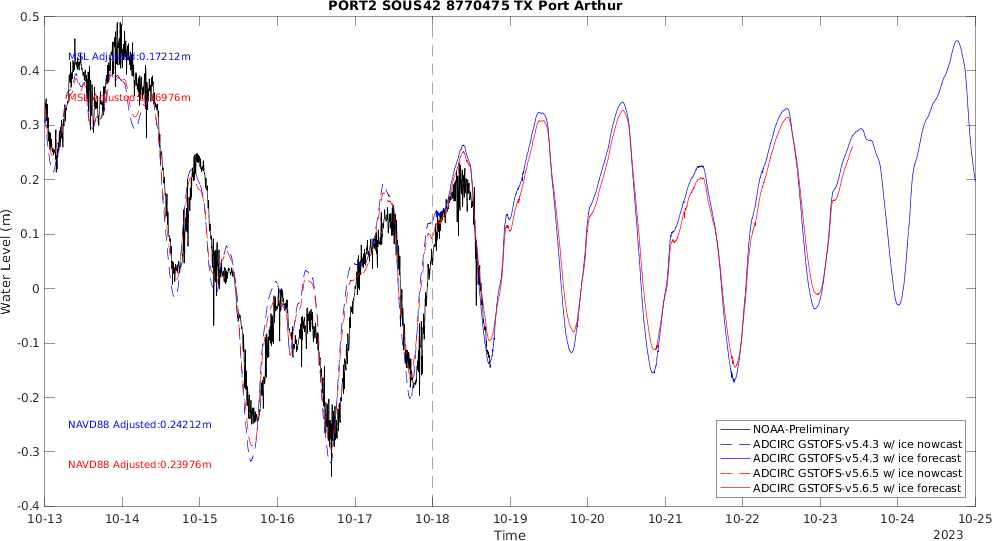 PORT2 SOUS42 8770475 TX Port Arthur
0.5
0.4
0.3
0.2
0.1
0
-0.1
-0.2
-0.3
-0.4
Water Level (m)
MSL Adjusted:0.17212m
MSL Adjusted:0.16976m
NAVD88 Adjusted:0.24212m
NAVD88 Adjusted:0.23976m
NOAA-Preliminary
ADCIRC GSTOFS-v5.4.3 w/ ice nowcast
ADCIRC GSTOFS-v5.4.3 w/ ice forecast
ADCIRC GSTOFS-v5.6.5 w/ ice nowcast
ADCIRC GSTOFS-v5.6.5 w/ ice forecast
10-13 10-14 10-15 10-16 10-17 10-18 10-19 10-20 10-21 10-22 10-23 10-24 10-25
Time
2023